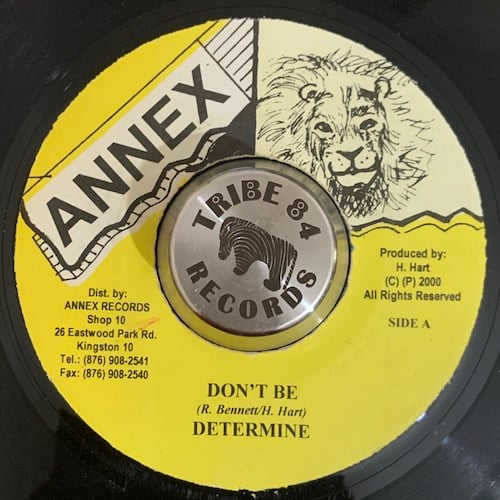 ANNEX
TRIBE 84
RECORDS
Dist. by:
ANNEX RECORDS
Shop 10
26 Eastwood Park Rd.
Kingston 10
Tel.: (876) 908-2541
Fax: (876) 908-2540
Produced by:
H. Hart
(C) (P) 2000
All Rights Reserved
SIDE A
DON'T BE
(R. Bennett/H. Hart)
DETERMINE